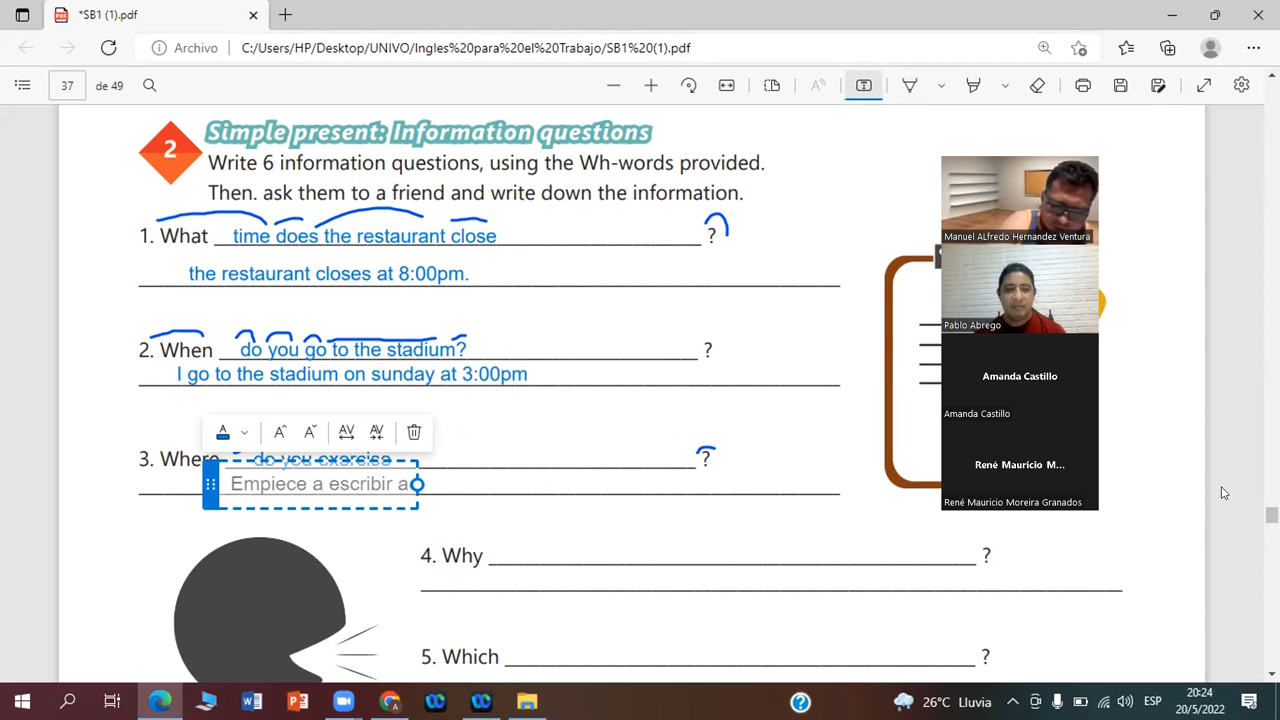 *SB1 (1).pdf
Archivo
C:/Users/HP/Desktop/UNIVO/Ingles%20para%20el%20Trabajo/SB1%20(1).pdf
37 de 49
2 Simple present: Information questions
Write 6 information questions, using the Wh-words provided.
Then. ask them to a friend and write down the information.
1. What time does the restaurant close ?
the restaurant closes at 8:00pm.
2. When do you go to the stadium? ?
I go to the stadium on sunday at 3:00pm
3. Where do you exercise ?
Empiece a escribir a
4. Why ?
5. Which ?
Manuel ALfredo Hernandez Ventura
Pablo Abrego
Amanda Castillo
Amanda Castillo
René Mauricio M...
René Mauricio Moreira Granados
26°C Lluvia
ESP
20:24
20/5/2022